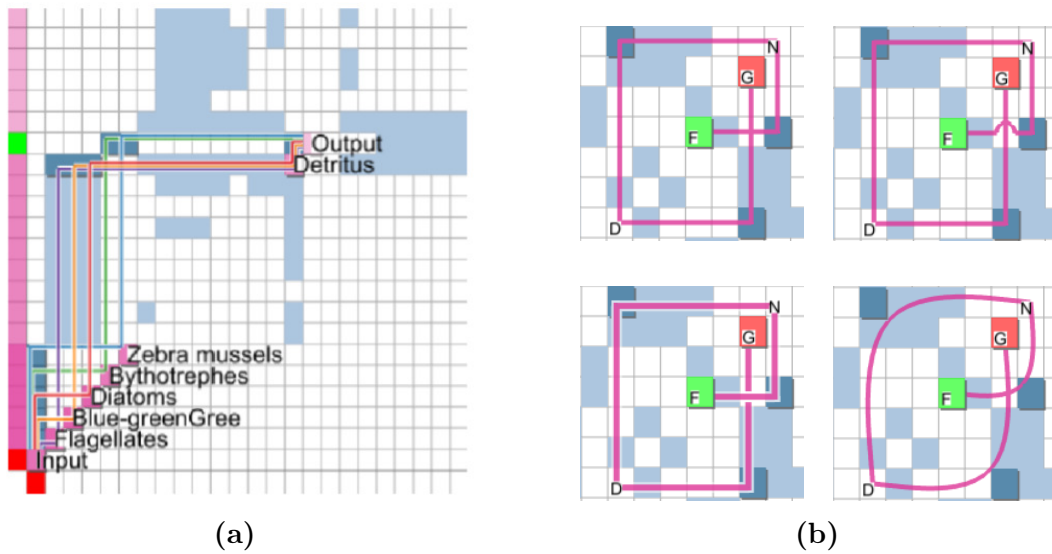 Output
Detritus
Zebra mussels
Bythotrephes
Diatoms
Blue-greenGree
Flagellates
Input
(a)
N
G
F
D
N
G
F
D
N
G
F
D
N
G
F
D
(b)